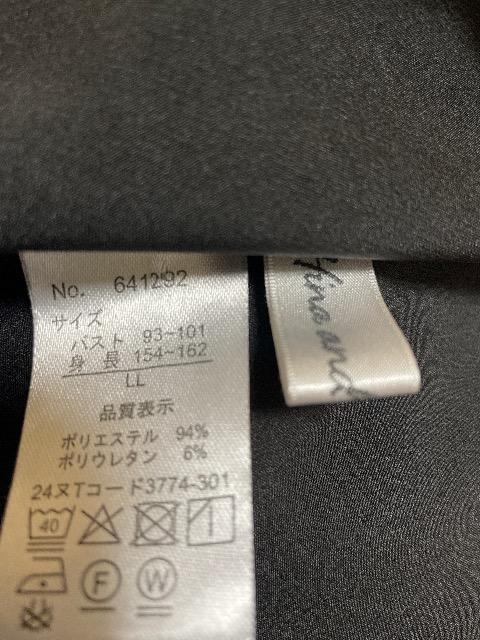 No. 641292
サイズ
バスト 93~101
身長 154~162
LL
品質表示
ポリエステル 94%
ポリウレタン 6%
24ヌTコード3774-301
40
F
W
and